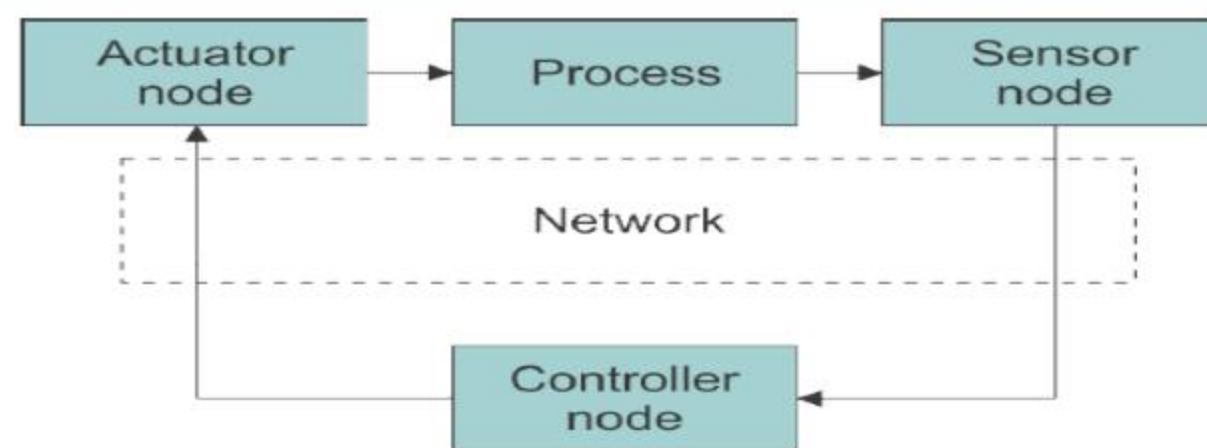 Actuator
node
Process
Sensor
node
Network
Controller
node